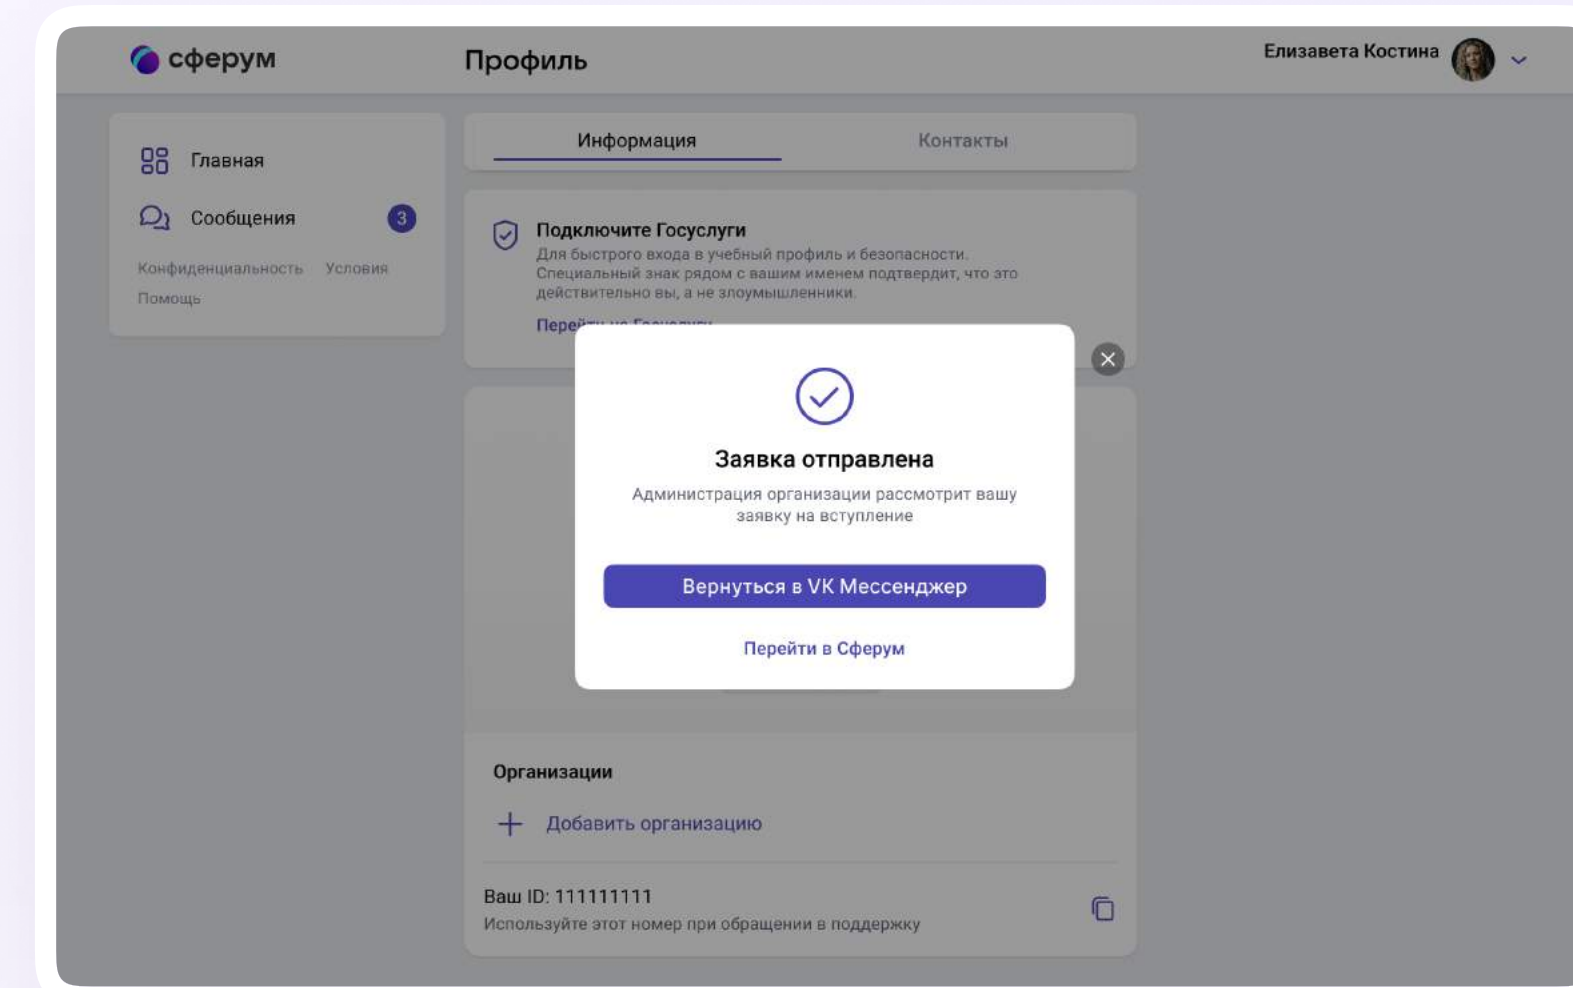 сферум
Профиль
Елизавета Костина
Главная
Сообщения
3
Конфиденциальность Условия
Помощь
Информация
Контакты
Подключите Госуслуги
Для быстрого входа в учебный профиль и безопасности.
Специальный знак рядом с вашим именем подтвердит, что это
действительно вы, а не злоумышленники.
Заявка отправлена
Администрация организации рассмотрит вашу
заявку на вступление
Вернуться в VK Мессенджер
Перейти в Сферум
Организации
Добавить организацию
Ваш ID: 111111111
Используйте этот номер при обращении в поддержку